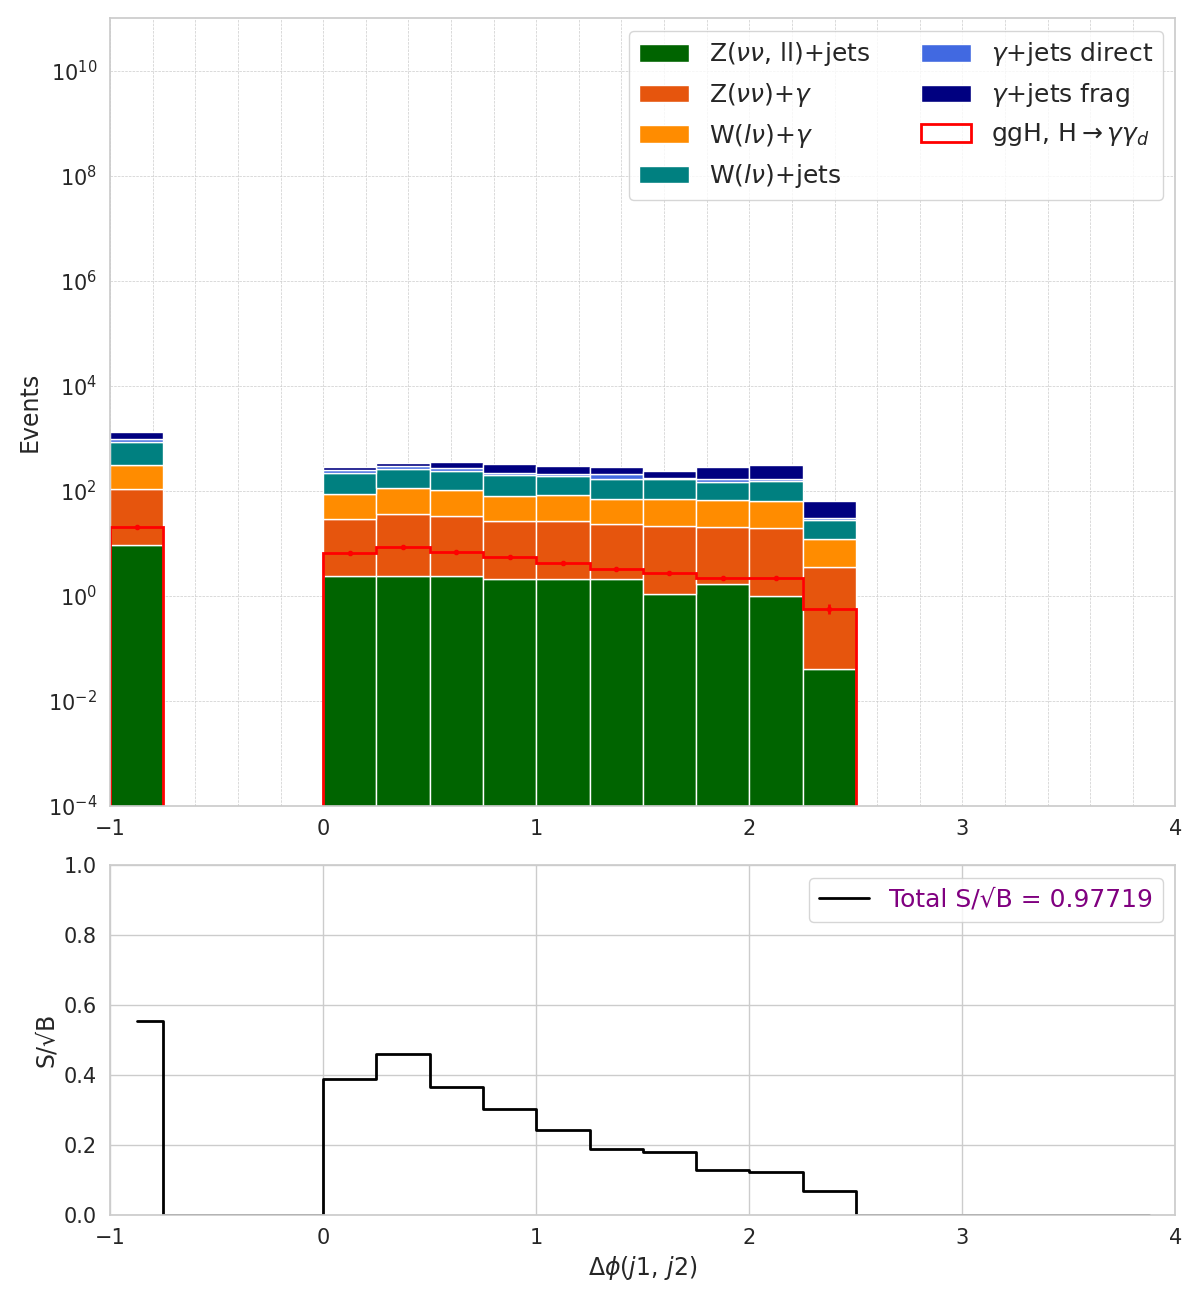 Z(νν, ll)+jets
Z(νν)+γ
W(lν)+γ
W(lν)+jets
γ+jets direct
γ+jets frag
ggH, H→γγ_d
Events
10^10
10^8
10^6
10^4
10^2
10^0
10^−2
10^−4
−1 0 1 2 3 4
Total S/√B = 0.97719
S/√B
1.0
0.8
0.6
0.4
0.2
0.0
−1 0 1 2 3 4
Δϕ(j1, j2)